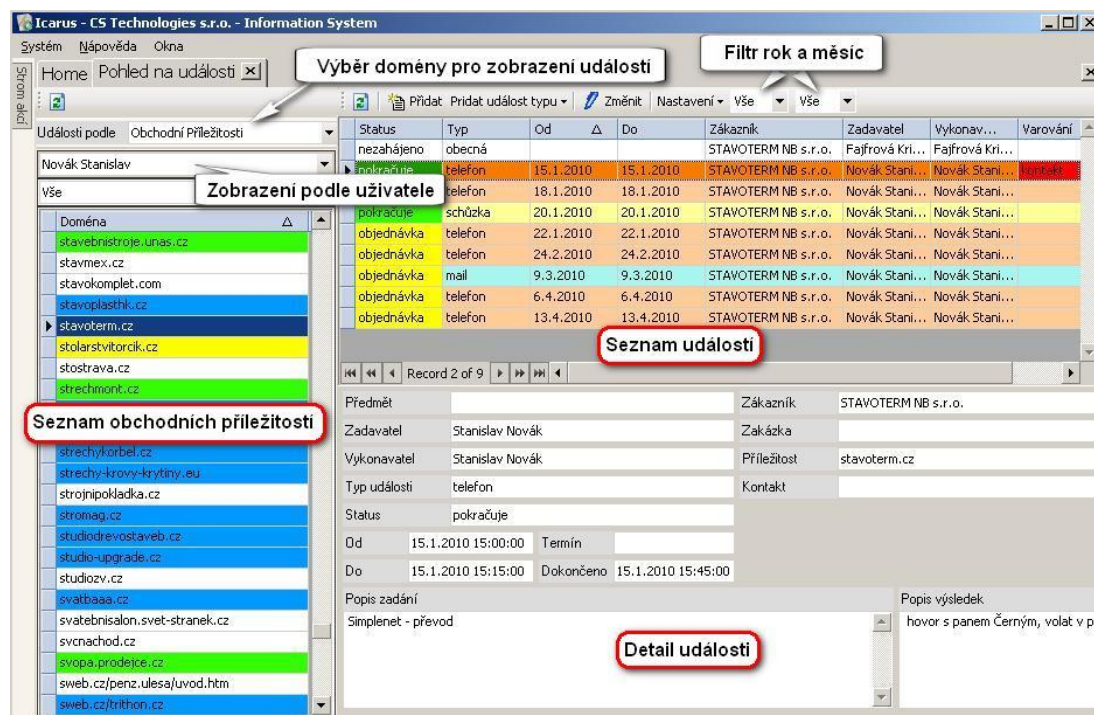 Icarus - CS Technologies s.r.o. - Information System
Systém Nápověda Okna
Strom akcí
Home Pohled na události
Výběr domény pro zobrazení událostí
Filtr rok a měsíc
Přidat Pridat událost typu Změnit Nastavení Vše Vše
Události podle Obchodní Příležitosti
Novák Stanislav
Zobrazení podle uživatele
Vše
Doména
stavebnistroje.unas.cz
stavmex.cz
stavokomplet.com
stavoplasthk.cz
stavoterm.cz
stolarstvitorcik.cz
stostrava.cz
strechmont.cz
Seznam obchodních příležitostí
strechykorbel.cz
strechy-krovy-krytiny.eu
strojnipokladka.cz
stromag.cz
studiodrevostaveb.cz
studio-upgrade.cz
studiozv.cz
svatbaaa.cz
svatebnisalon.svet-stranek.cz
svcnachod.cz
svopa.prodejce.cz
sweb.cz/penz.ulesa/uvod.htm
sweb.cz/trithon.cz
Status Typ Od Do Zákazník Zadavatel Vykonav... Varování
nezahájeno obecná STAVOTERM NB s.r.o. Fajfrová Kri... Fajfrová Kri...
pokračuje telefon 15.1.2010 15.1.2010 STAVOTERM NB s.r.o. Novák Stani... Novák Stani... kontakt
telefon 18.1.2010 18.1.2010 STAVOTERM NB s.r.o. Novák Stani... Novák Stani...
pokračuje schůzka 20.1.2010 20.1.2010 STAVOTERM NB s.r.o. Novák Stani... Novák Stani...
objednávka telefon 22.1.2010 22.1.2010 STAVOTERM NB s.r.o. Novák Stani... Novák Stani...
objednávka telefon 24.2.2010 24.2.2010 STAVOTERM NB s.r.o. Novák Stani... Novák Stani...
objednávka mail 9.3.2010 9.3.2010 STAVOTERM NB s.r.o. Novák Stani... Novák Stani...
objednávka telefon 6.4.2010 6.4.2010 STAVOTERM NB s.r.o. Novák Stani... Novák Stani...
objednávka telefon 13.4.2010 13.4.2010 STAVOTERM NB s.r.o. Novák Stani... Novák Stani...
Seznam událostí
Record 2 of 9
Předmět Zákazník STAVOTERM NB s.r.o.
Zadavatel Stanislav Novák Zakázka
Vykonavatel Stanislav Novák Příležitost stavoterm.cz
Typ události telefon Kontakt
Status pokračuje
Od 15.1.2010 15:00:00 Termín
Do 15.1.2010 15:15:00 Dokončeno 15.1.2010 15:45:00
Popis zadání Popis výsledek
Simplenet - převod hovor s panem Černým, volat v p
Detail události